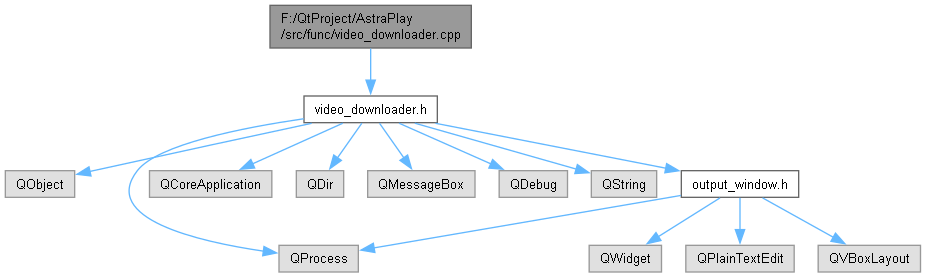 F:/QtProject/AstraPlay
/src/func/video_downloader.cpp
video_downloader.h
QObject
QCoreApplication
QDir
QMessageBox
QDebug
QString
output_window.h
QProcess
QWidget
QPlainTextEdit
QVBoxLayout